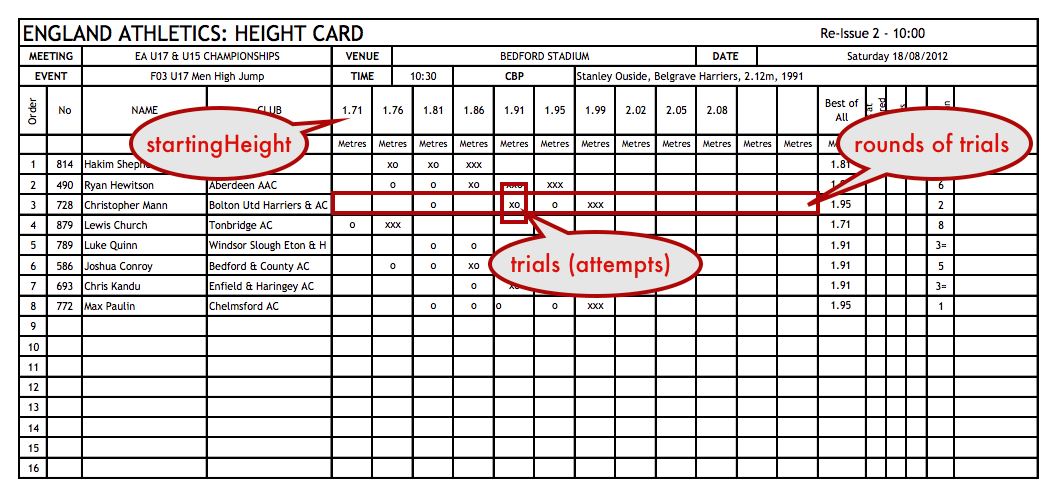 ENGLAND ATHLETICS: HEIGHT CARD Re-Issue 2 - 10:00
MEETING EA U17 & U15 CHAMPIONSHIPS VENUE BEDFORD STADIUM DATE Saturday 18/08/2012
EVENT F03 U17 Men High Jump TIME 10:30 CBP Stanley Ouside, Belgrave Harriers, 2.12m, 1991
Order No NAME CLUB 1.71 1.76 1.81 1.86 1.91 1.95 1.99 2.02 2.05 2.08 Best of All
startingHeight
rounds of trials
Metres Metres Metres Metres Metres Metres Metres Metres Metres Metres Metres Metres
1 814 Hakim xo xo xxx 1.81
2 490 Ryan Hewitson Aberdeen AAC o o xo xxo xxx 6
3 728 Christopher Mann Bolton Utd Harriers & AC o xo o xxx 1.95 2
4 879 Lewis Church Tonbridge AC o xxx 1.71 8
5 789 Luke Quinn Windsor Slough Eton & H o o 1.91 3=
trials (attempts)
6 586 Joshua Conroy Bedford & County AC o o xo 1.91 5
7 693 Chris Kandu Enfield & Haringey AC o 1.91 3=
8 772 Max Paulin Chelmsford AC o o o o xxx 1.95 1
9
10
11
12
13
14
15
16